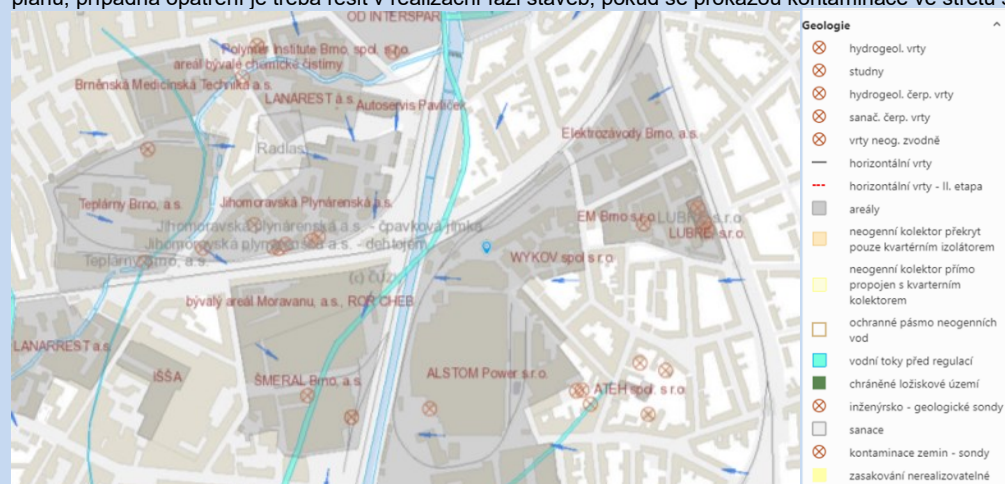 plánu, případná opatření je třeba řešit v realizační fázi staveb, pokud se prokážou kontaminace ve střetu s
OD INTERSPAR
Polymer Institute Brno, spol. s r.o.
areál bývalé chemické čistírny
Brněnská Medicínská Technika a.s.
LANAREST a.s.
Autoservis Pavlíček
Radlas
Elektrozávody Brno, a.s.
Teplárny Brno, a.s.
Jihomoravská Plynárenská a.s.
Jihomoravská plynárenská a.s. - čpavková jímka
Jihomoravská plynárenská a.s. - dehtojem
Teplárny Brno, a.s.
EM Brno s.r.o.
LUBRE s.r.o.
LUBRE s.r.o.
WYKOV spol s r.o.
(c) ČÚZK
bývalý areál Moravanu, a.s., ROR CHEB
LANARREST a.s.
IŠŠA
ŠMERAL Brno, a.s.
ALSTOM Power s.r.o.
ATEH spol. s r.o.
Geologie
hydrogeol. vrty
studny
hydrogeol. čerp. vrty
sanač. čerp. vrty
vrty neog. zvodně
horizontální vrty
horizontální vrty - II. etapa
areály
neogenní kolektor překryt
pouze kvartérním izolátorem
neogenní kolektor přímo
propojen s kvarterním
kolektorem
ochranné pásmo neogenních
vod
vodní toky před regulací
chráněné ložiskové území
inženýrsko - geologické sondy
sanace
kontaminace zemin - sondy
zasakování nerealizovatelné